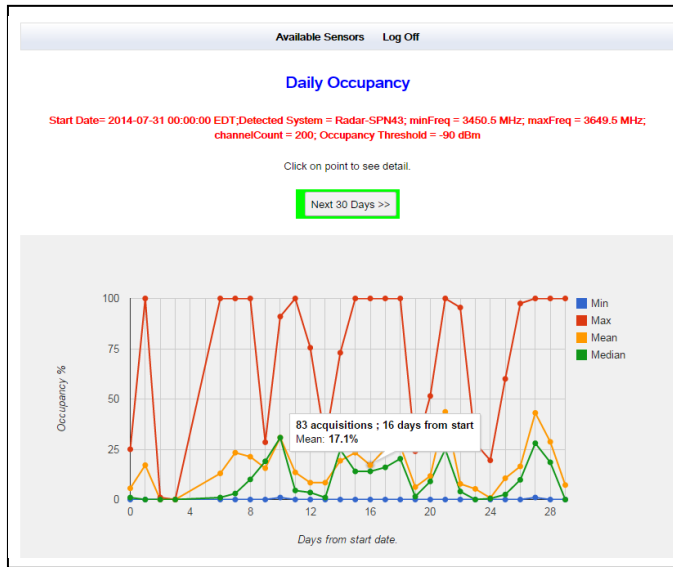 Available Sensors Log Off
Daily Occupancy
Start Date= 2014-07-31 00:00:00 EDT;Detected System = Radar-SPN43; minFreq = 3450.5 MHz; maxFreq = 3649.5 MHz;
channelCount = 200; Occupancy Threshold = -90 dBm
Click on point to see detail.
Next 30 Days >>
100
75
50
25
0
Occupancy %
Min
Max
Mean
Median
83 acquisitions ; 16 days from start
Mean: 17.1%
0 4 8 12 16 20 24 28
Days from start date.